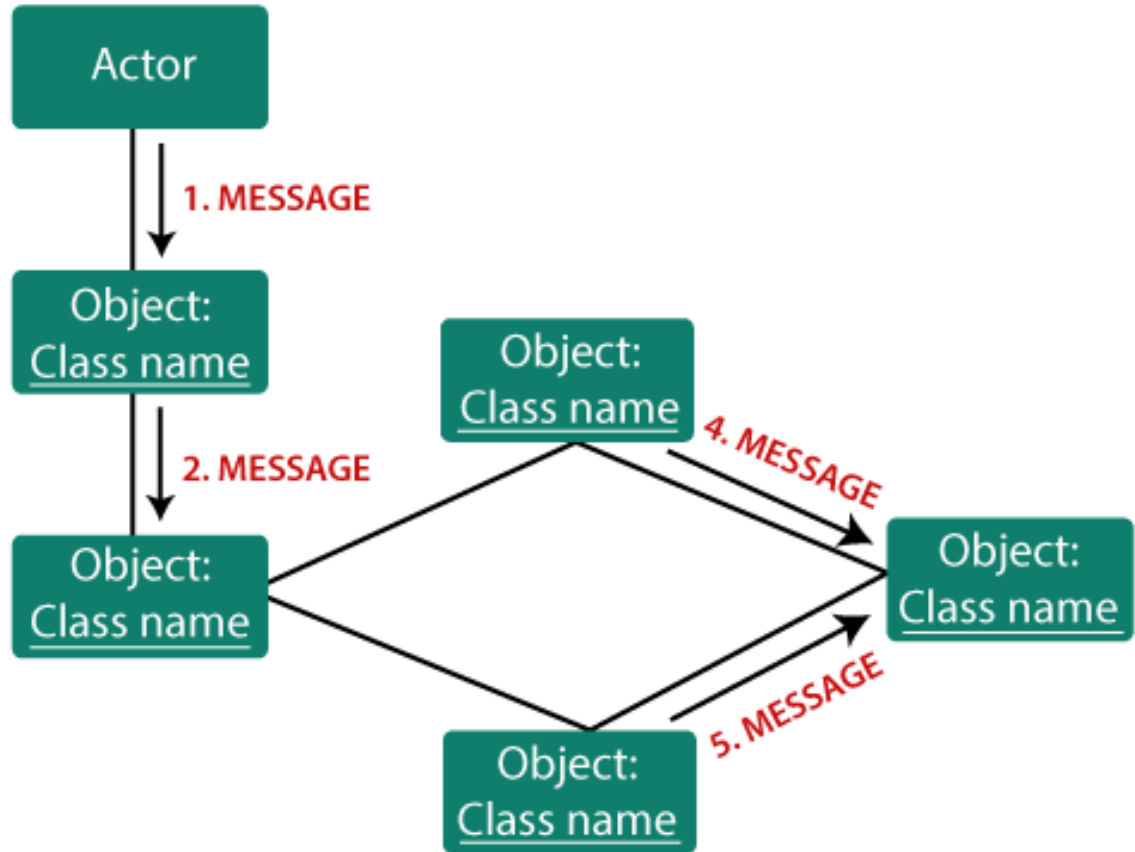 Actor
1. MESSAGE
Object:
Class name
2. MESSAGE
Object:
Class name
4. MESSAGE
Object:
Class name
Object:
Class name
5. MESSAGE
Object:
Class name